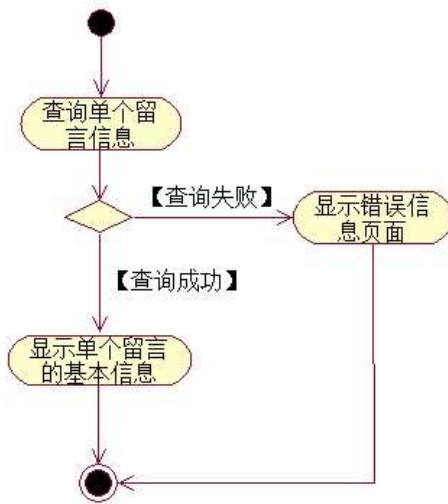 查询单个留
言信息
【查询失败】
显示错误信
息页面
【查询成功】
显示单个留言
的基本信息